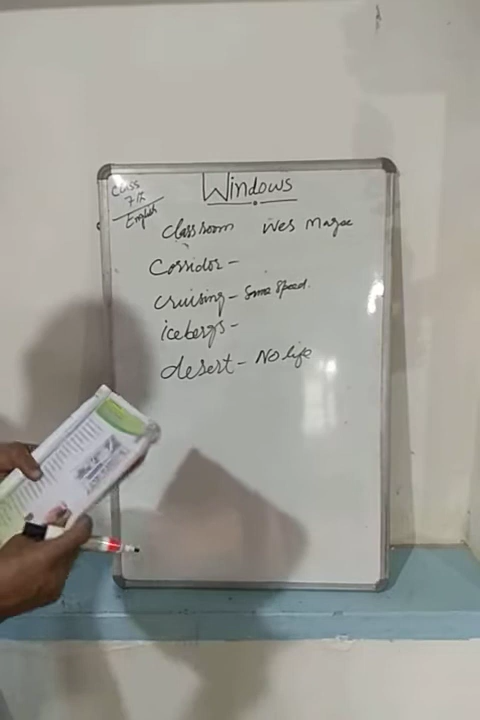 Class
7th
English
Windows
Classroom Wes Magee
Corridor -
Cruising - Same Speed.
icebergs -
desert - No life